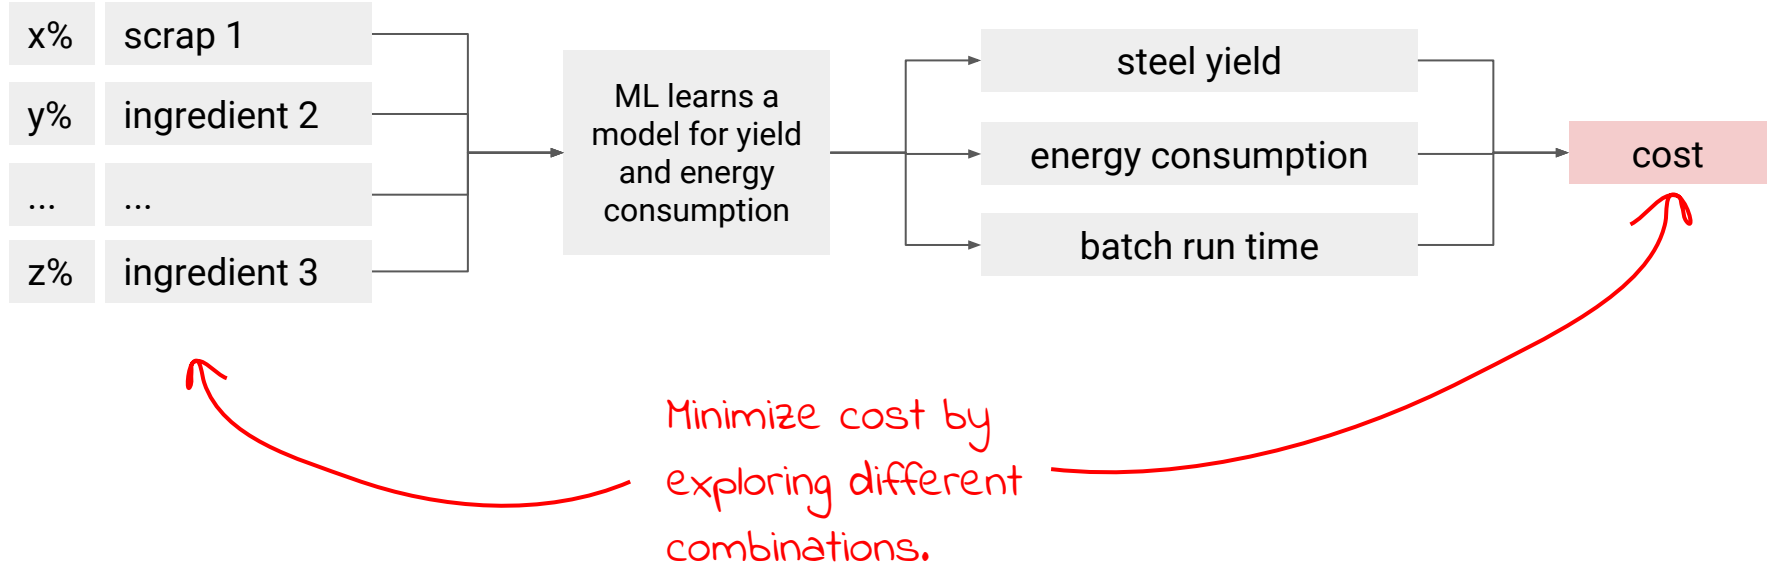 x% scrap 1
y% ingredient 2
... ...
z% ingredient 3
ML learns a
model for yield
and energy
consumption
steel yield
energy consumption
batch run time
cost
Minimize cost by
exploring different
combinations.